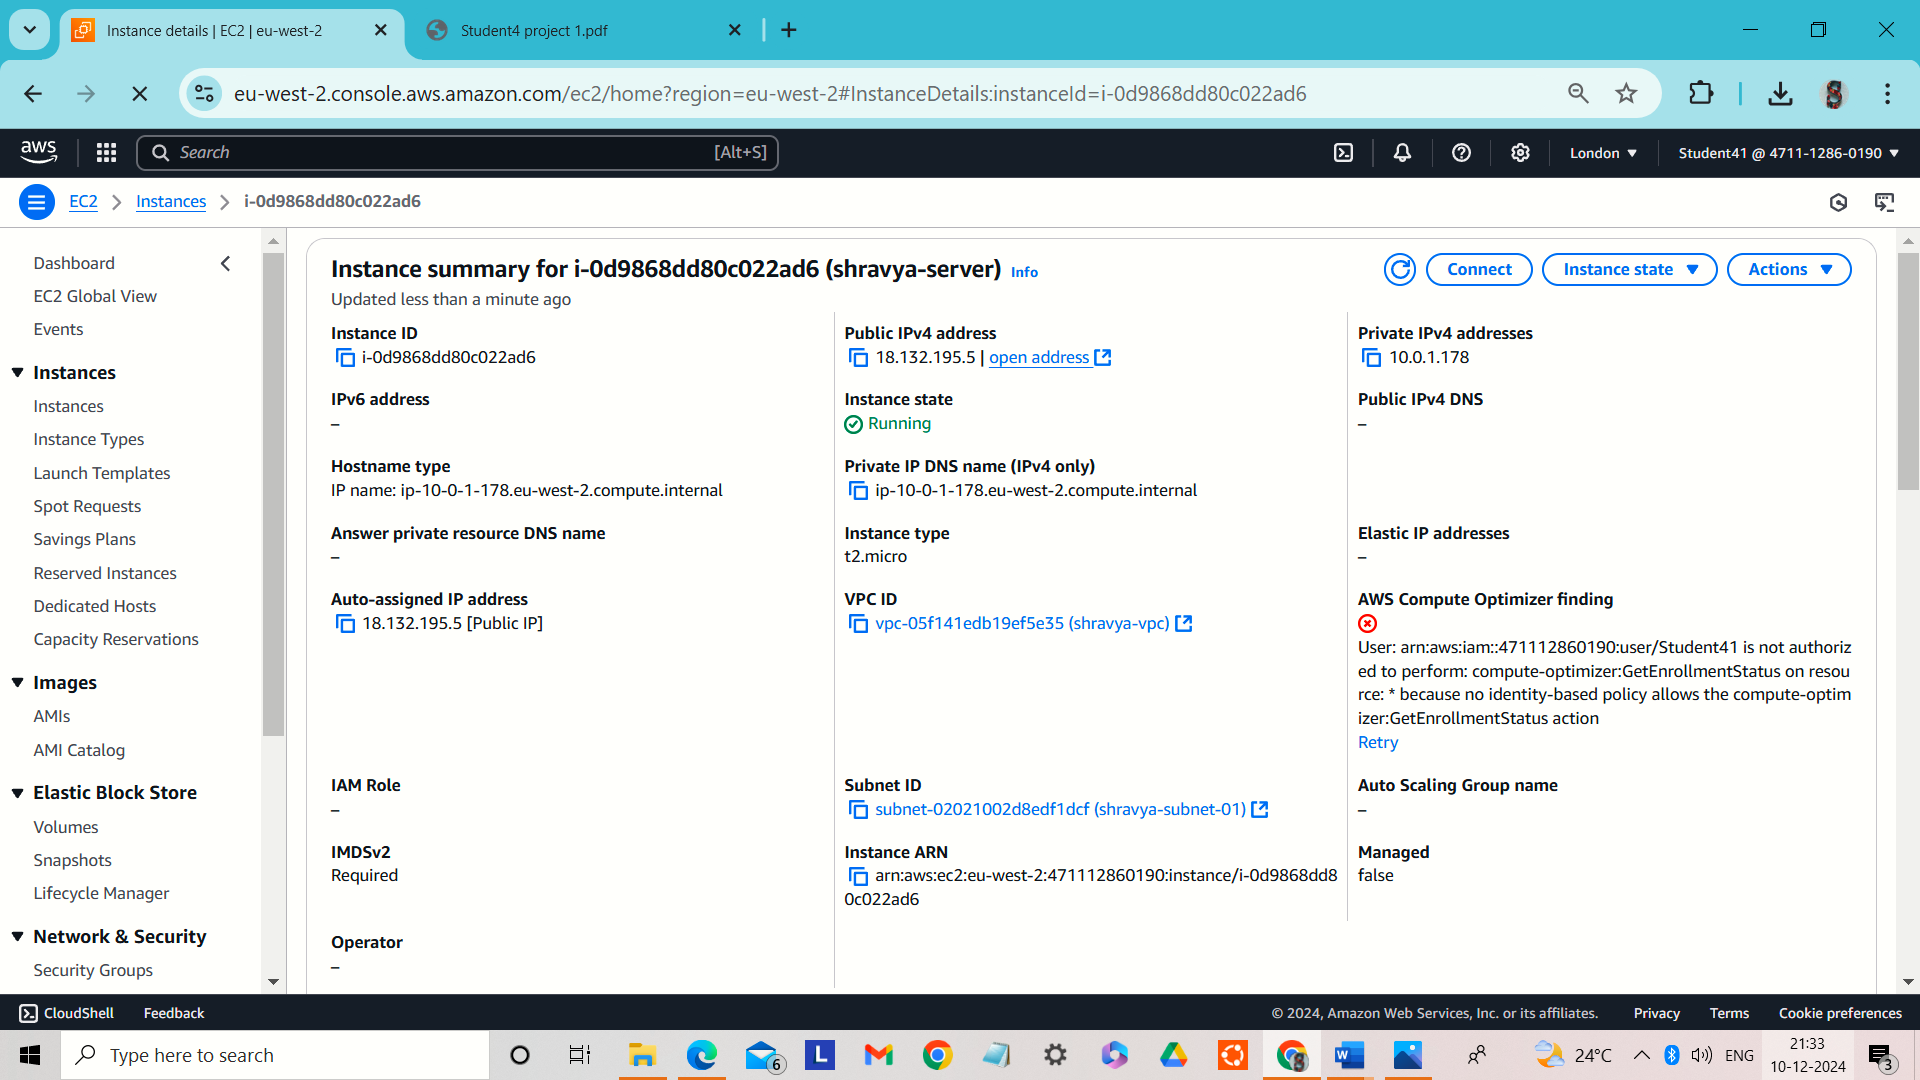 Instance details | EC2 | eu-west-2
Student4 project 1.pdf
eu-west-2.console.aws.amazon.com/ec2/home?region=eu-west-2#InstanceDetails:instanceId=i-0d9868dd80c022ad6
aws
Search
[Alt+S]
London
Student41 @ 4711-1286-0190
EC2
Instances
i-0d9868dd80c022ad6
Dashboard
EC2 Global View
Events
Instances
Instances
Instance Types
Launch Templates
Spot Requests
Savings Plans
Reserved Instances
Dedicated Hosts
Capacity Reservations
Images
AMIs
AMI Catalog
Elastic Block Store
Volumes
Snapshots
Lifecycle Manager
Network & Security
Security Groups
Instance summary for i-0d9868dd80c022ad6 (shravya-server) Info
Updated less than a minute ago
Connect
Instance state
Actions
Instance ID
i-0d9868dd80c022ad6
Public IPv4 address
18.132.195.5 | open address
Private IPv4 addresses
10.0.1.178
IPv6 address
–
Instance state
Running
Public IPv4 DNS
–
Hostname type
IP name: ip-10-0-1-178.eu-west-2.compute.internal
Private IP DNS name (IPv4 only)
ip-10-0-1-178.eu-west-2.compute.internal
Answer private resource DNS name
–
Instance type
t2.micro
Elastic IP addresses
–
Auto-assigned IP address
18.132.195.5 [Public IP]
VPC ID
vpc-05f141edb19ef5e35 (shravya-vpc)
AWS Compute Optimizer finding
User: arn:aws:iam::471112860190:user/Student41 is not authoriz
ed to perform: compute-optimizer:GetEnrollmentStatus on resou
rce: * because no identity-based policy allows the compute-optim
izer:GetEnrollmentStatus action
Retry
IAM Role
–
Subnet ID
subnet-02021002d8edf1dcf (shravya-subnet-01)
Auto Scaling Group name
–
IMDSv2
Required
Instance ARN
arn:aws:ec2:eu-west-2:471112860190:instance/i-0d9868dd8
0c022ad6
Managed
false
Operator
–
CloudShell
Feedback
© 2024, Amazon Web Services, Inc. or its affiliates.
Privacy
Terms
Cookie preferences
Type here to search
6
L
24°C
ENG
21:33
10-12-2024
3